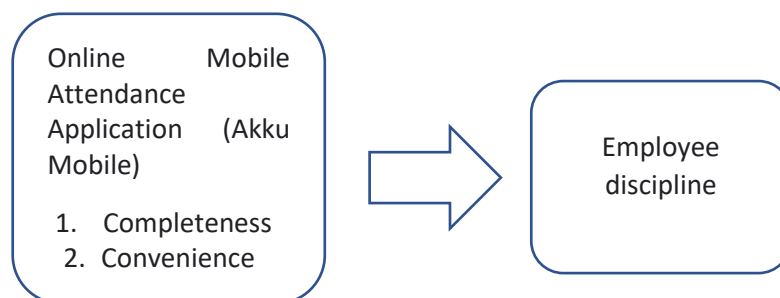 Online Mobile
Attendance
Application (Akku
Mobile)
1. Completeness
2. Convenience
Employee
discipline